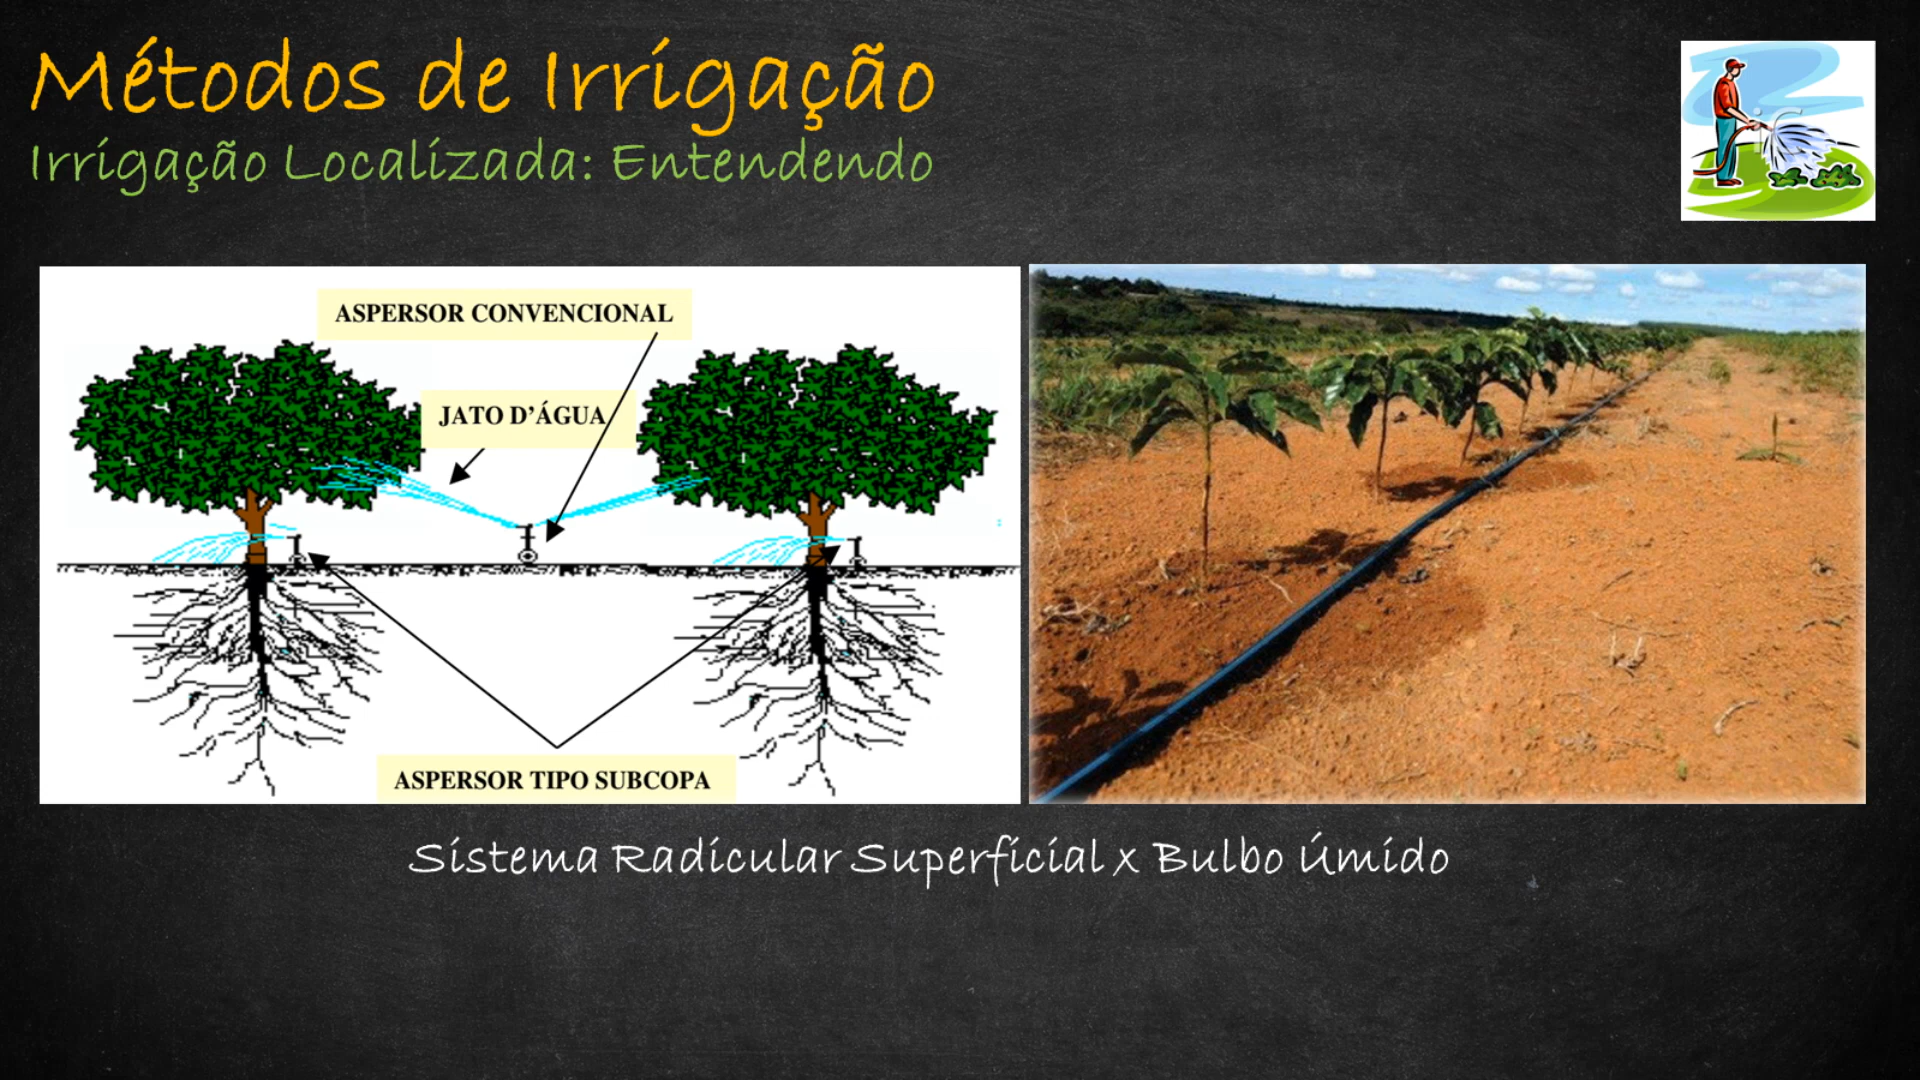 Métodos de Irrigação
Irrigação Localizada: Entendendo
ASPERSOR CONVENCIONAL
JATO D’ÁGUA
ASPERSOR TIPO SUBCOPA
Sistema Radicular Superficial x Bulbo Úmido